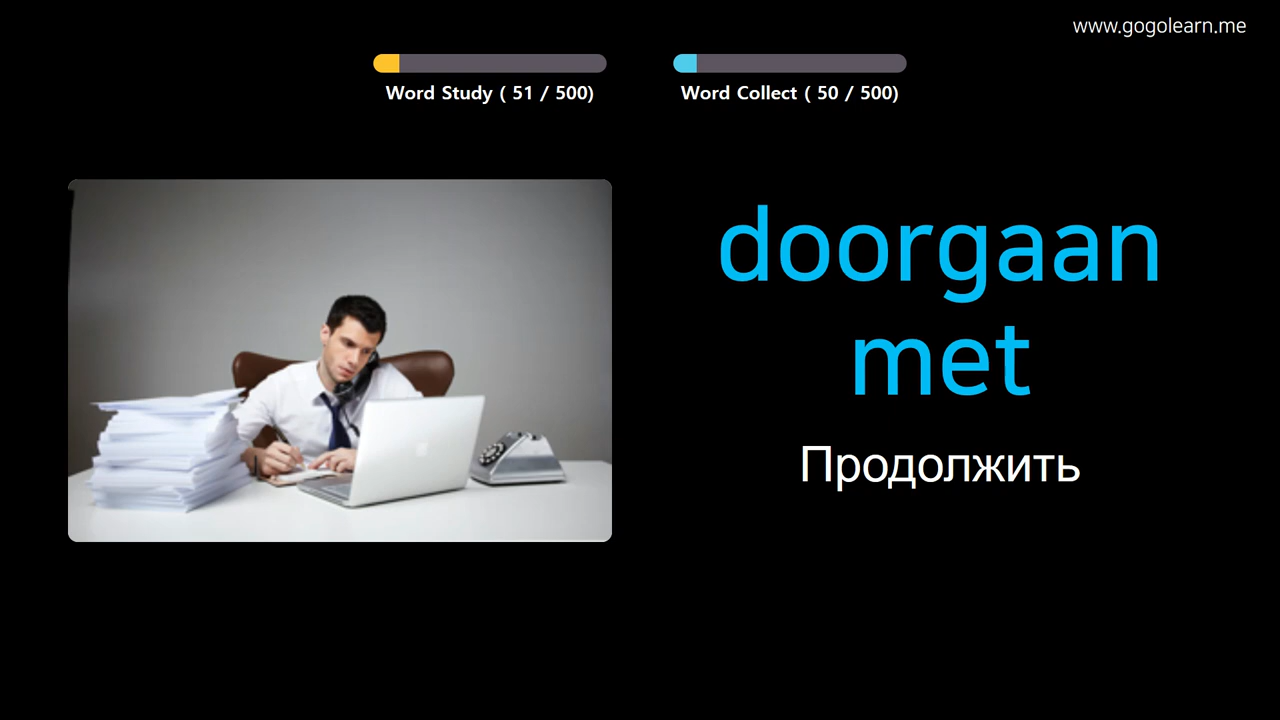 www.gogolearn.me
Word Study ( 51 / 500)
Word Collect ( 50 / 500)
doorgaan
met
Продолжить